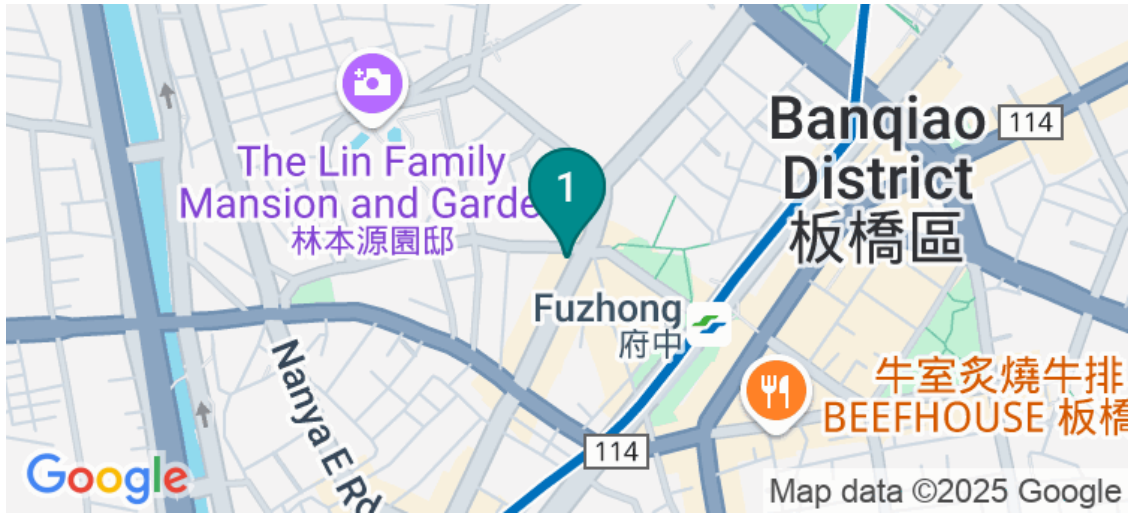 The Lin Family
Mansion and Garde
林本源園邸
1
Banqiao
District
板橋區
114
Fuzhong
府中
牛室炙燒牛排
BEEFHOUSE 板橋
Nanya E Rd
114
Google
Map data ©2025 Google